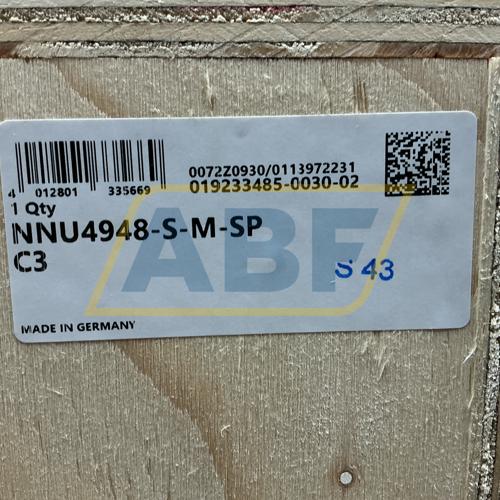 4 012801 335669
0072Z0930/0113972231
019233485-0030-02
1 Qty
NNU4948-S-M-SP
C3
S 43
ABF
MADE IN GERMANY